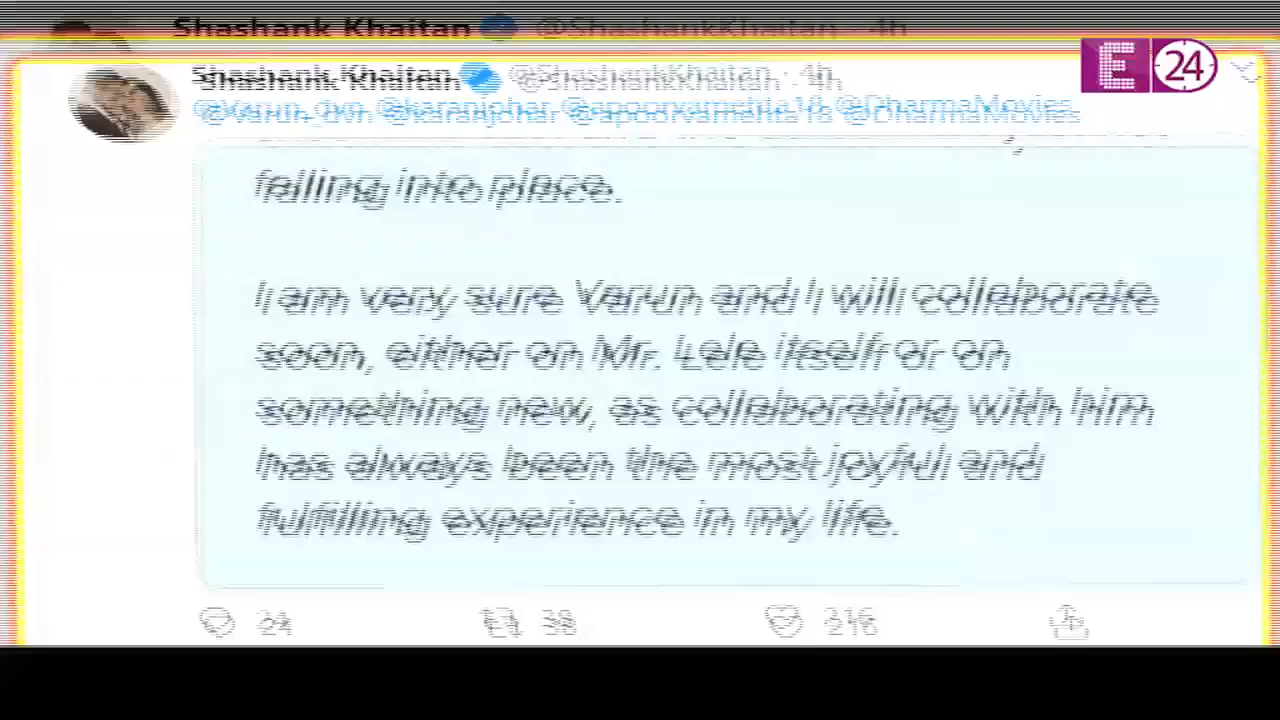 Shashank Khaitan @ShashankKhaitan 4h
E 24
Shashank Khaitan @ShashankKhaitan · 4h
@Varun_dvn @karanjohar @apoorvamehta18 @DharmaMovies
falling into place.
I am very sure Varun and I will collaborate
soon, either on Mr. Lele itself or on
something new, as collaborating with him
has always been the most joyful and
fulfilling experience in my life.
24 38 216